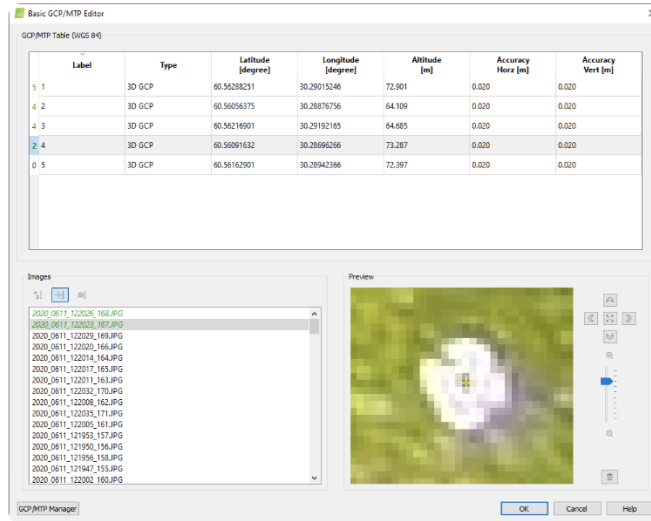 Basic GCP/MTP Editor
GCP/MTP Table (WGS 84)
Label Type Latitude [degree] Longitude [degree] Altitude [m] Accuracy Horz [m] Accuracy Vert [m]
5 1 3D GCP 60.56288251 30.29015246 72.901 0.020 0.020
4 2 3D GCP 60.56056375 30.28876756 64.109 0.020 0.020
4 3 3D GCP 60.56216901 30.29192165 64.685 0.020 0.020
2 4 3D GCP 60.56091632 30.28696266 73.287 0.020 0.020
0 5 3D GCP 60.56162901 30.28942366 72.397 0.020 0.020
Images Preview
2020_0611_122026_168.JPG
2020_0611_122023_167.JPG
2020_0611_122029_169.JPG
2020_0611_122020_166.JPG
2020_0611_122014_164.JPG
2020_0611_122017_165.JPG
2020_0611_122011_163.JPG
2020_0611_122032_170.JPG
2020_0611_122008_162.JPG
2020_0611_122035_171.JPG
2020_0611_122005_161.JPG
2020_0611_121953_157.JPG
2020_0611_121950_156.JPG
2020_0611_121956_158.JPG
2020_0611_121947_155.JPG
2020_0611_122002_160.JPG
GCP/MTP Manager OK Cancel Help